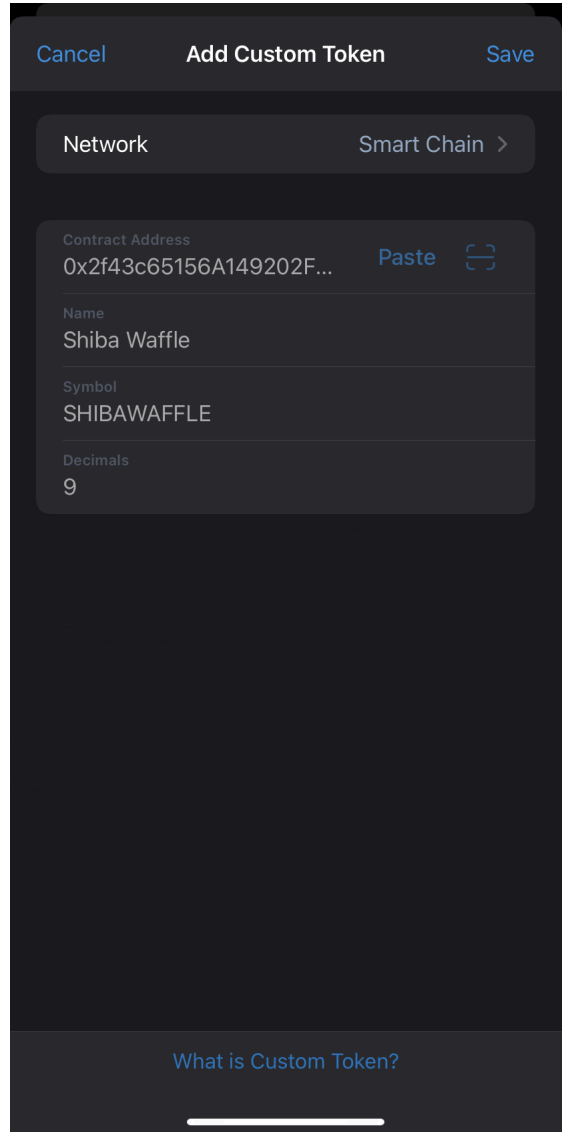 Cancel Add Custom Token Save
Network Smart Chain
Contract Address
0x2f43c65156A149202F... Paste
Name
Shiba Waffle
Symbol
SHIBAWAFFLE
Decimals
9
What is Custom Token?